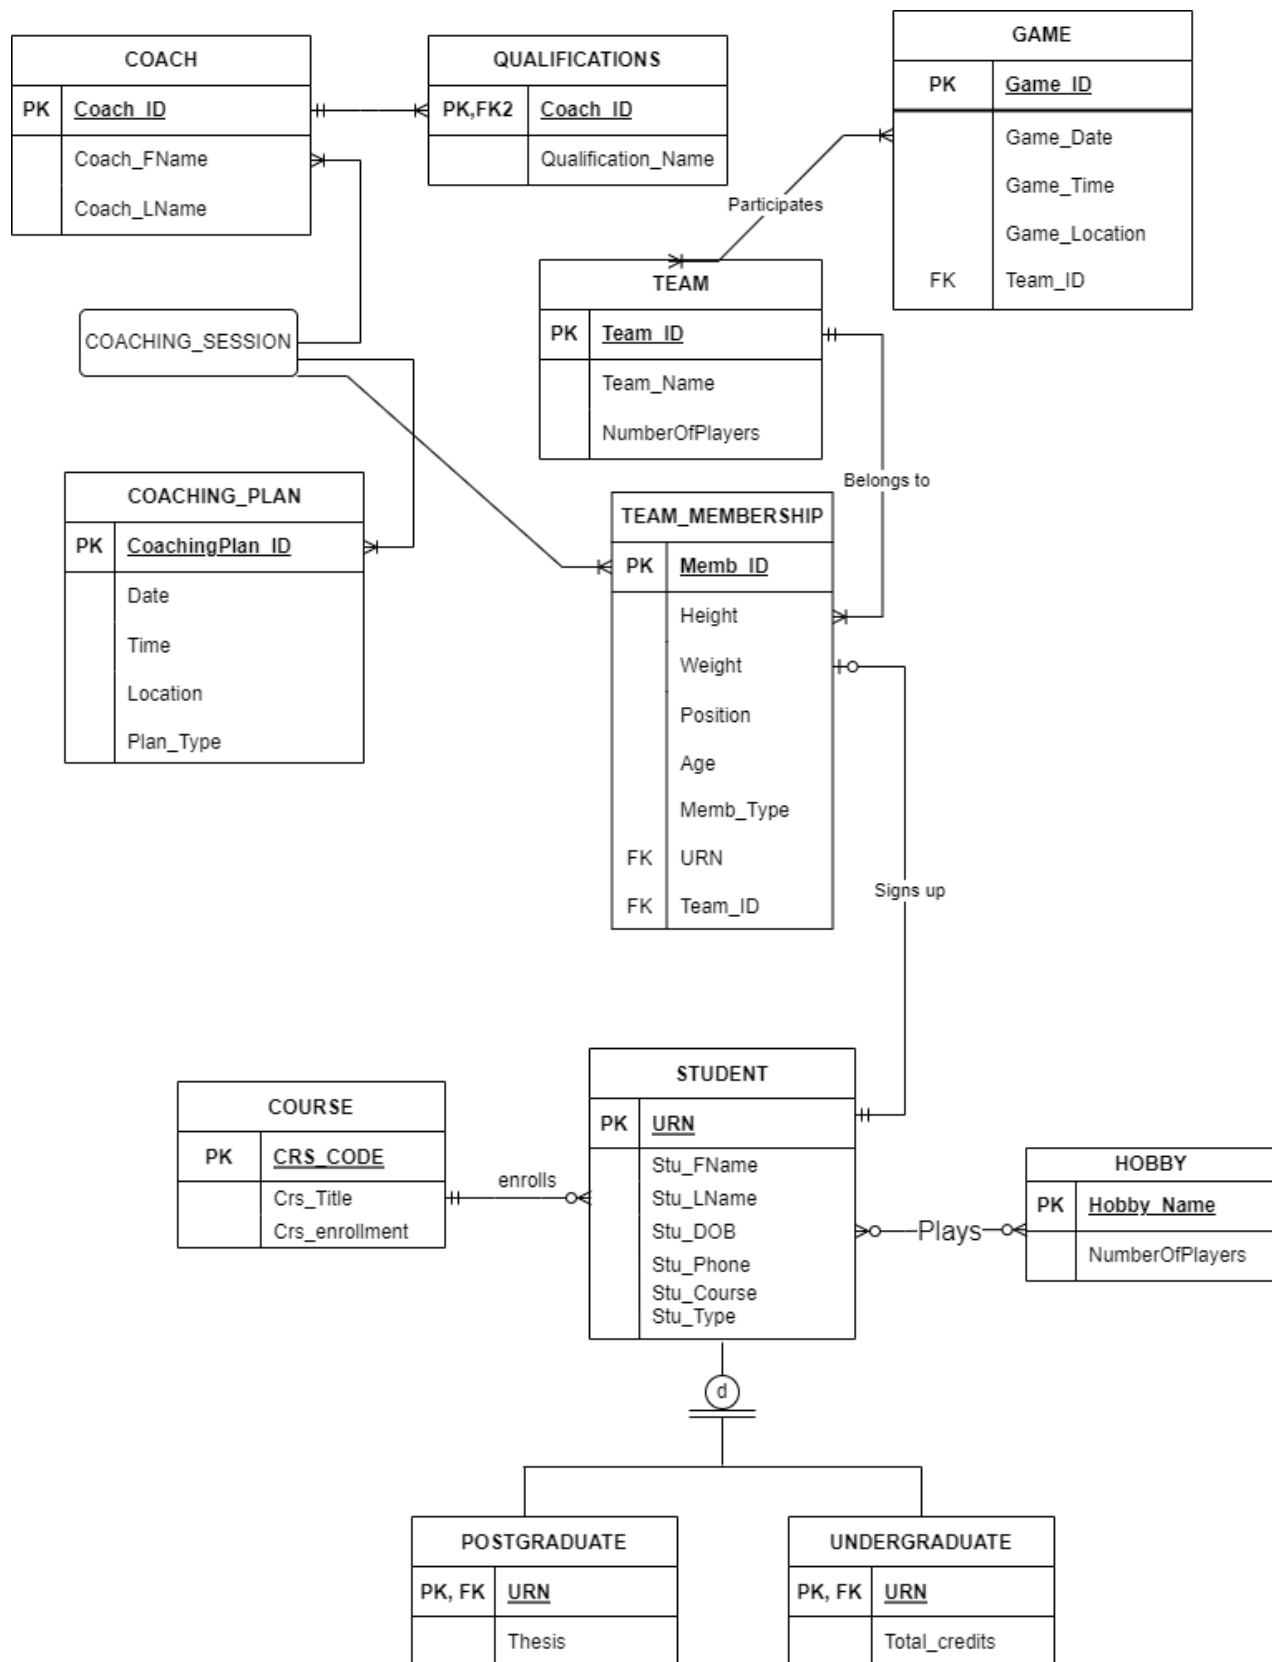 COACH
PK Coach_ID
Coach_FName
Coach_LName
QUALIFICATIONS
PK,FK2 Coach_ID
Qualification_Name
GAME
PK Game_ID
Game_Date
Game_Time
Game_Location
FK Team_ID
Participates
TEAM
PK Team_ID
Team_Name
NumberOfPlayers
COACHING_SESSION
Belongs to
COACHING_PLAN
PK CoachingPlan_ID
Date
Time
Location
Plan_Type
TEAM_MEMBERSHIP
PK Memb_ID
Height
Weight
Position
Age
Memb_Type
FK URN
FK Team_ID
Signs up
COURSE
PK CRS_CODE
Crs_Title
Crs_enrollment
enrolls
STUDENT
PK URN
Stu_FName
Stu_LName
Stu_DOB
Stu_Phone
Stu_Course
Stu_Type
Plays
HOBBY
PK Hobby_Name
NumberOfPlayers
d
POSTGRADUATE
PK, FK URN
Thesis
UNDERGRADUATE
PK, FK URN
Total_credits